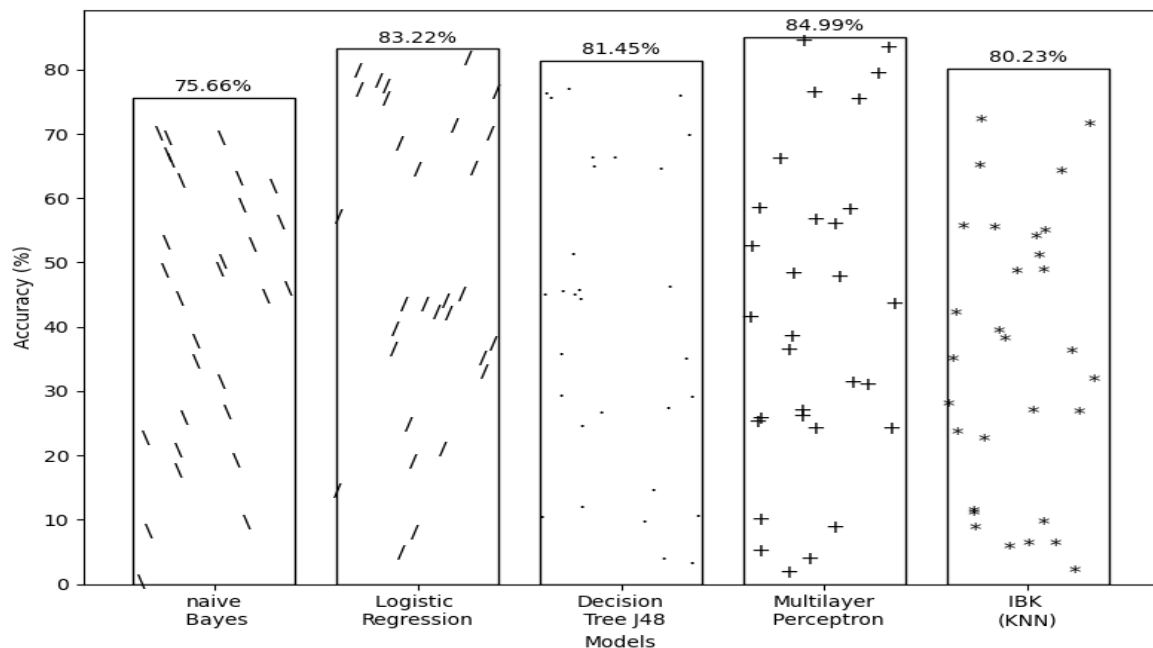 84.99%
83.22%
81.45%
80.23%
75.66%
80
70
60
50
40
30
20
10
0
Accuracy (%)
naive
Bayes
Logistic
Regression
Decision
Tree J48
Multilayer
Perceptron
IBK
(KNN)
Models